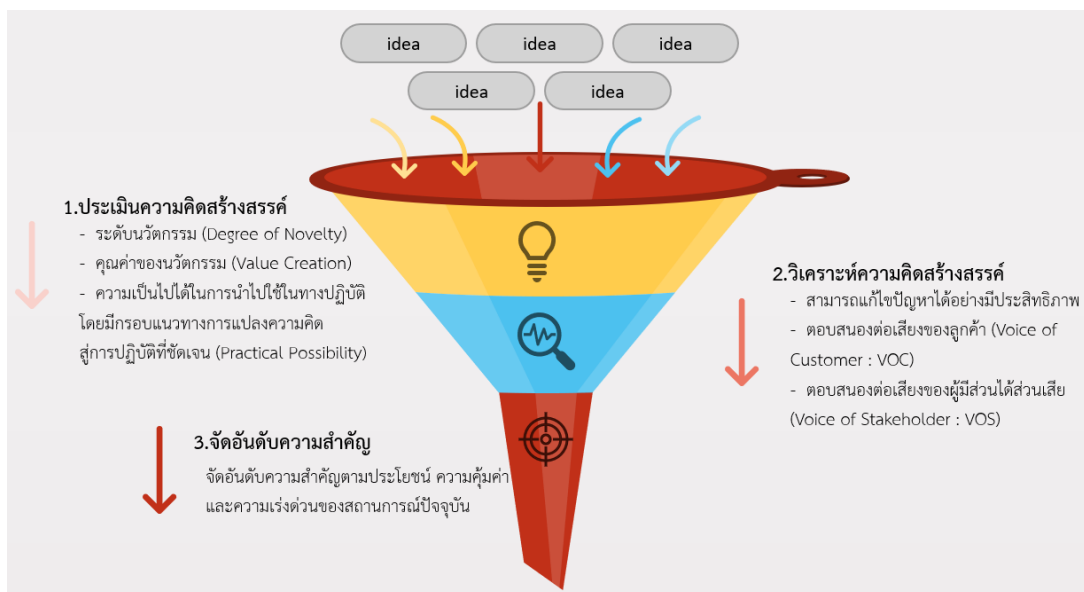 idea
idea
idea
idea
idea
1.ประเมินความคิดสร้างสรรค์
- ระดับนวัตกรรม (Degree of Novelty)
- คุณค่าของนวัตกรรม (Value Creation)
- ความเป็นไปได้ในการนำไปใช้ในทางปฏิบัติ
โดยมีกรอบแนวทางการแปลงความคิด
สู่การปฏิบัติที่ชัดเจน (Practical Possibility)
2.วิเคราะห์ความคิดสร้างสรรค์
- สามารถแก้ไขปัญหาได้อย่างมีประสิทธิภาพ
- ตอบสนองต่อเสียงของลูกค้า (Voice of
Customer : VOC)
- ตอบสนองต่อเสียงของผู้มีส่วนได้ส่วนเสีย
(Voice of Stakeholder : VOS)
3.จัดอันดับความสำคัญ
จัดอันดับความสำคัญตามประโยชน์ ความคุ้มค่า
และความเร่งด่วนของสถานการณ์ปัจจุบัน